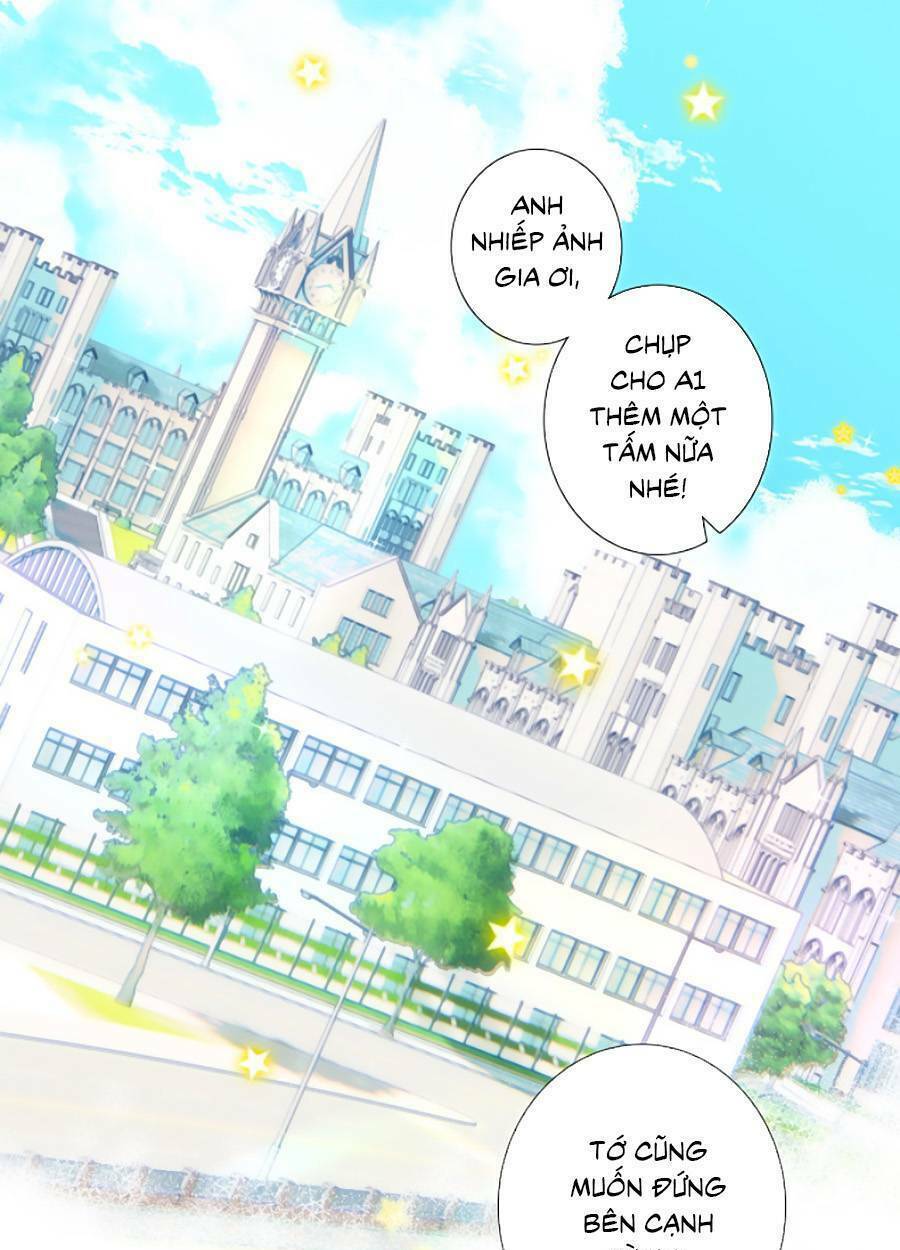 ANH
NHIẾP ẢNH
GIA ƠI,
CHỤP
CHO A1
THÊM MỘT
TẤM NỮA
NHÉ!
TỚ CŨNG
MUỐN ĐỨNG
BÊN CẠNH